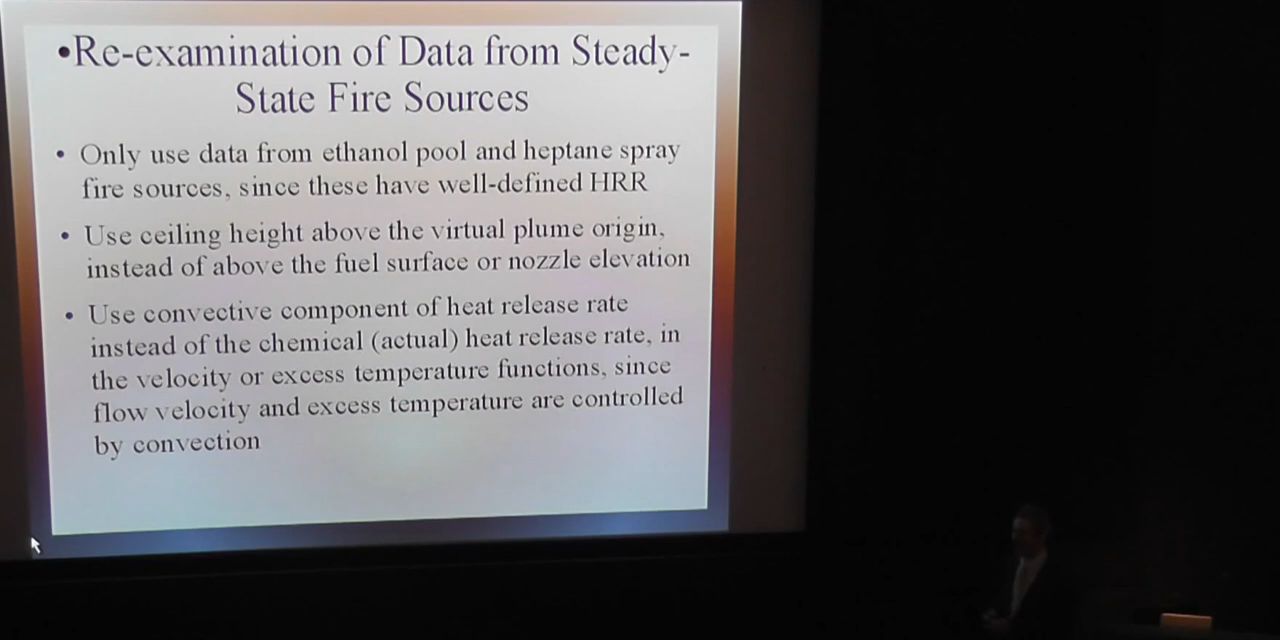 •Re-examination of Data from Steady-
State Fire Sources
• Only use data from ethanol pool and heptane spray
fire sources, since these have well-defined HRR
• Use ceiling height above the virtual plume origin,
instead of above the fuel surface or nozzle elevation
• Use convective component of heat release rate
instead of the chemical (actual) heat release rate, in
the velocity or excess temperature functions, since
flow velocity and excess temperature are controlled
by convection